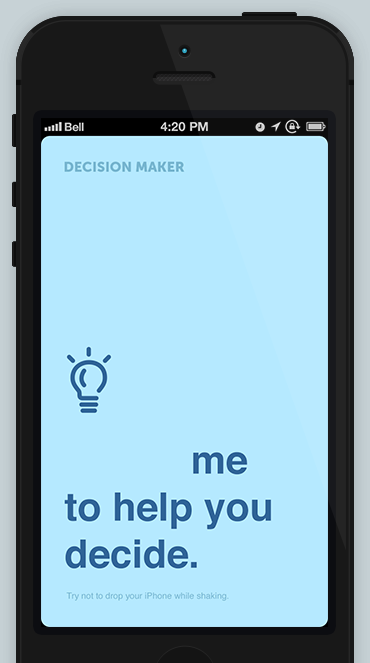 Bell
4:20 PM
DECISION MAKER
me
to help you
decide.
Try not to drop your iPhone while shaking.